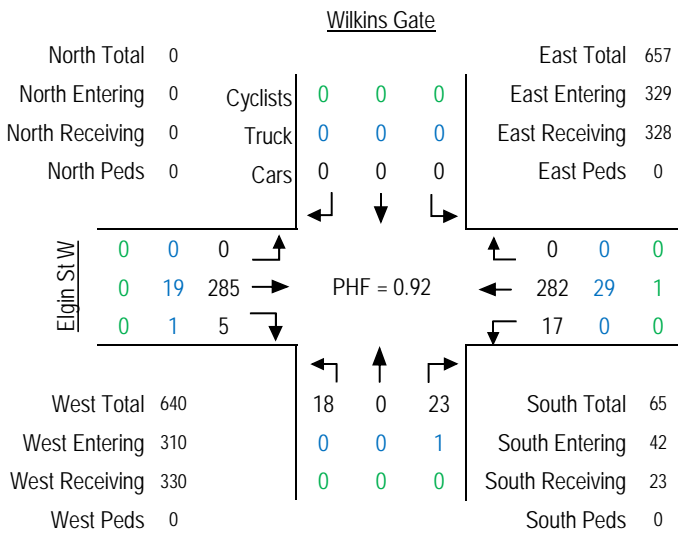 Wilkins Gate
North Total 0
North Entering 0
North Receiving 0
North Peds 0
East Total 657
East Entering 329
East Receiving 328
East Peds 0
Cyclists 0 0 0
Truck 0 0 0
Cars 0 0 0
Elgin St W
0 0 0
0 19 285
0 1 5
PHF = 0.92
0 0 0
282 29 1
17 0 0
18 0 23
0 0 1
0 0 0
West Total 640
West Entering 310
West Receiving 330
West Peds 0
South Total 65
South Entering 42
South Receiving 23
South Peds 0